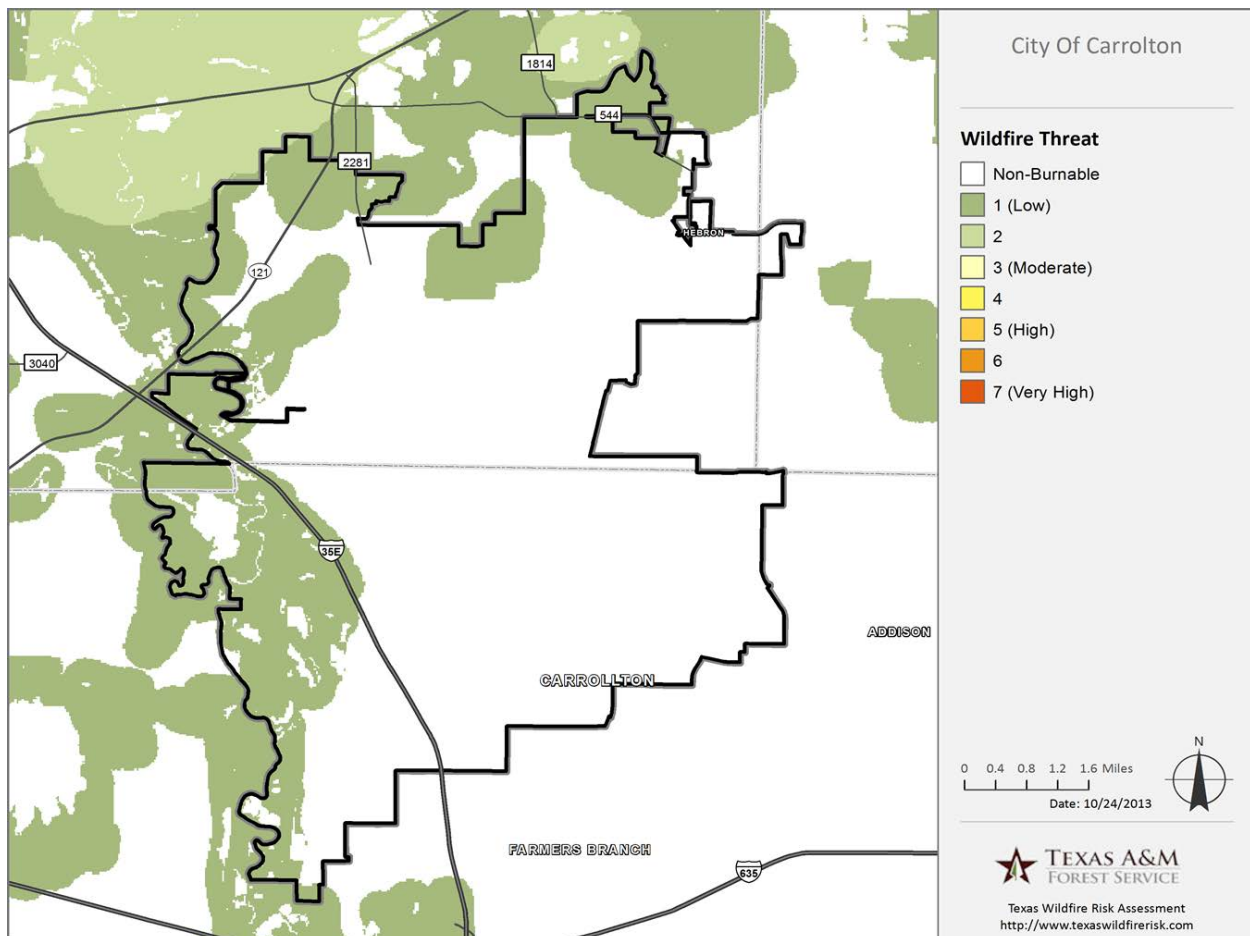 City Of Carrolton
1814
544
2281
HEBRON
121
3040
35E
ADDISON
CARROLLTON
FARMERS BRANCH
635
Wildfire Threat
Non-Burnable
1 (Low)
2
3 (Moderate)
4
5 (High)
6
7 (Very High)
N
0 0.4 0.8 1.2 1.6 Miles
Date: 10/24/2013
TEXAS A&M
FOREST SERVICE
Texas Wildfire Risk Assessment
http://www.texaswildfirerisk.com